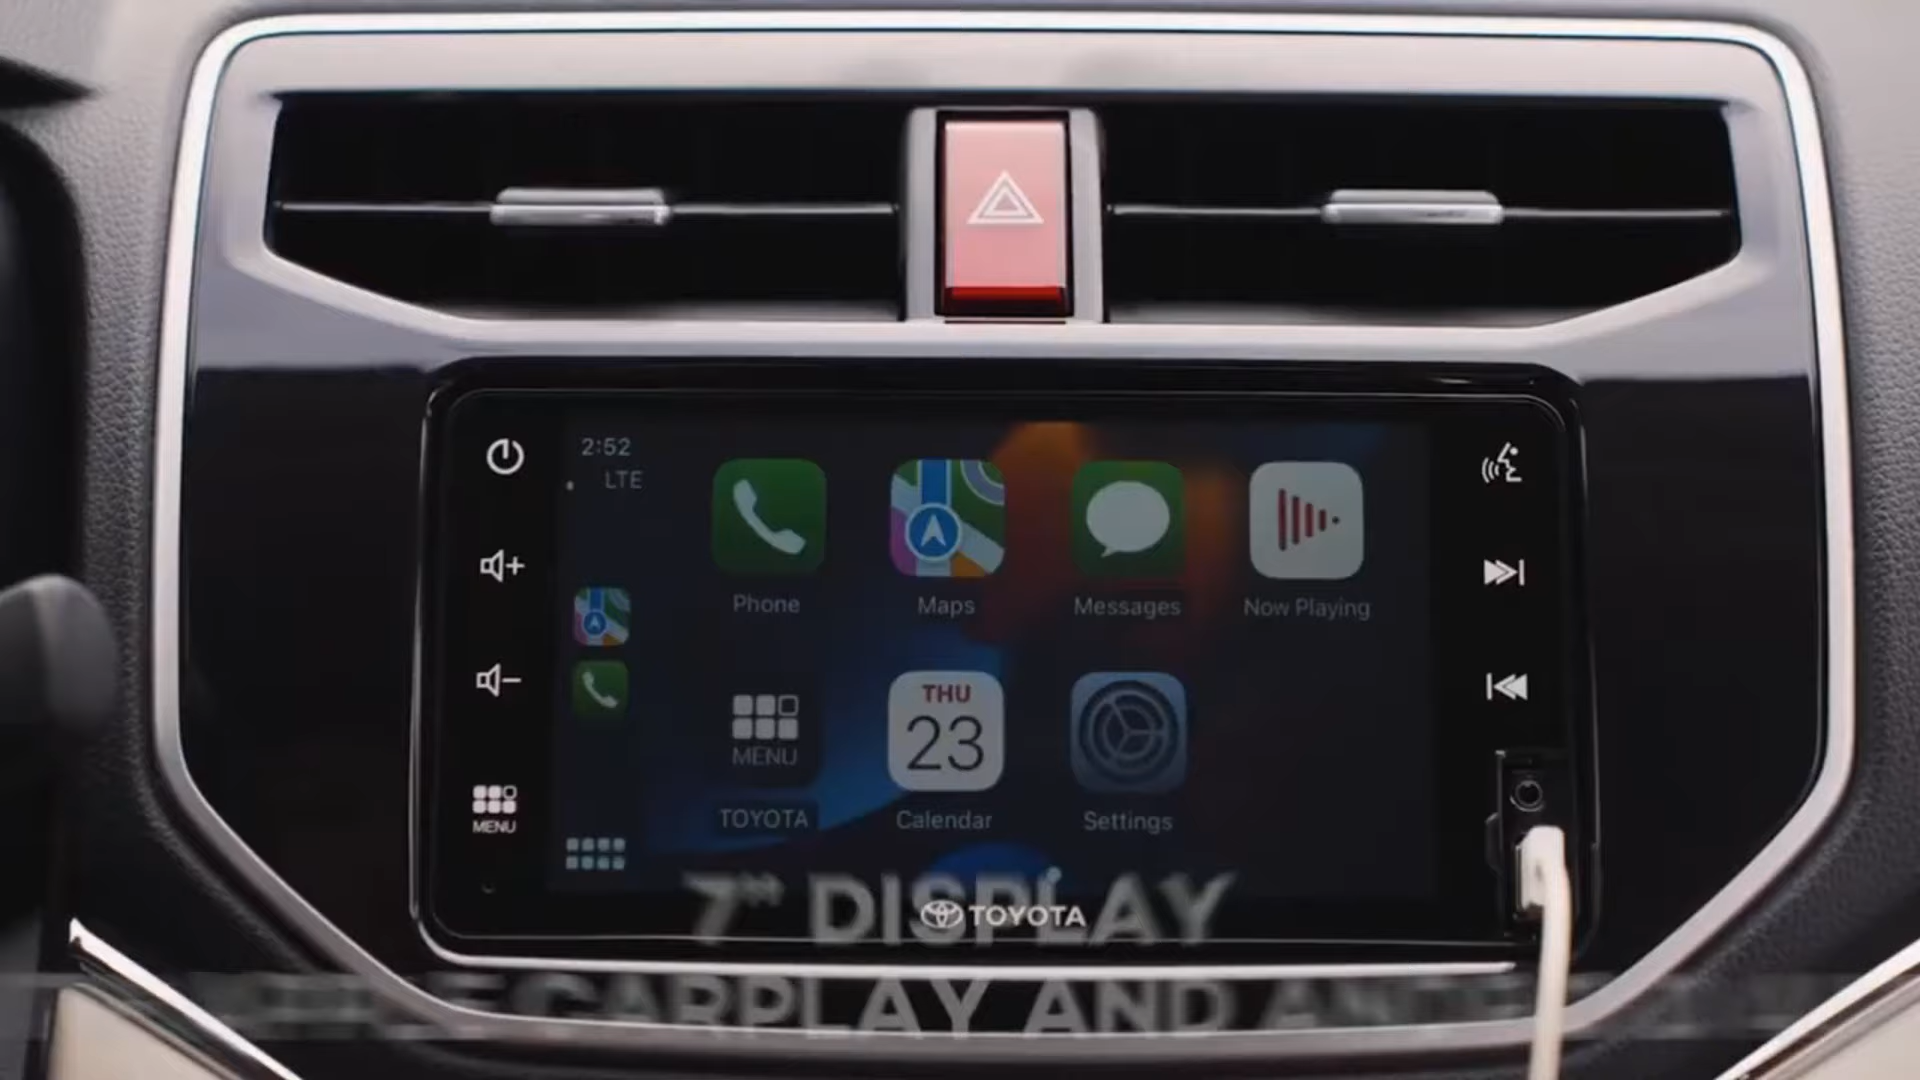 2:52
LTE
Phone
Maps
Messages
Now Playing
MENU
THU
23
TOYOTA
Calendar
Settings
MENU
7" DISPLAY
TOYOTA
CARPLAY AND